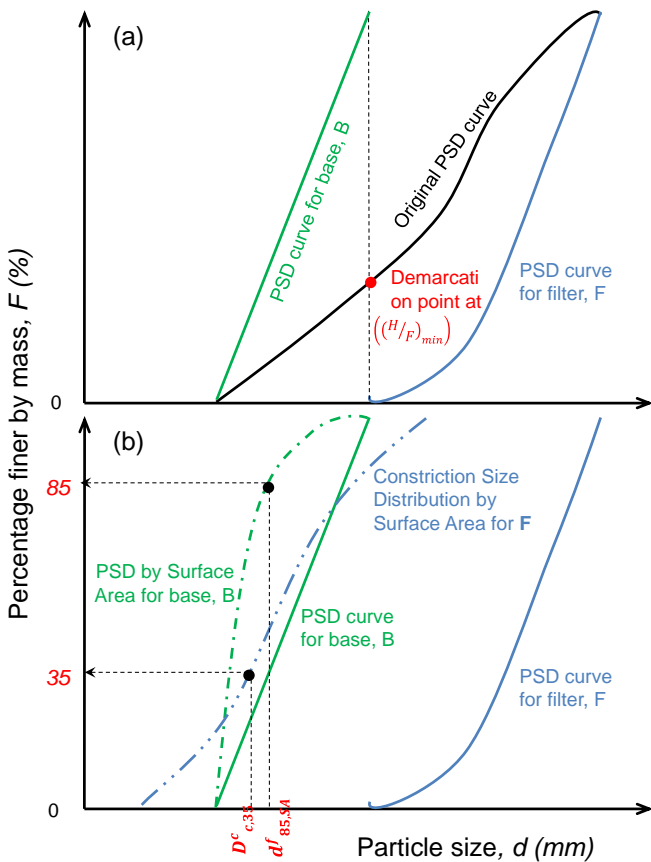 (a)
PSD curve for base, B
Original PSD curve
Demarcati
on point at
((H/F)min)
PSD curve
for filter, F
0
Percentage finer by mass, F (%)
(b)
85
Constriction Size
Distribution by
Surface Area for F
PSD by Surface
Area for base, B
PSD curve
for base, B
35
PSD curve
for filter, F
0
D^c_c,35
d^f_85,SA
Particle size, d (mm)